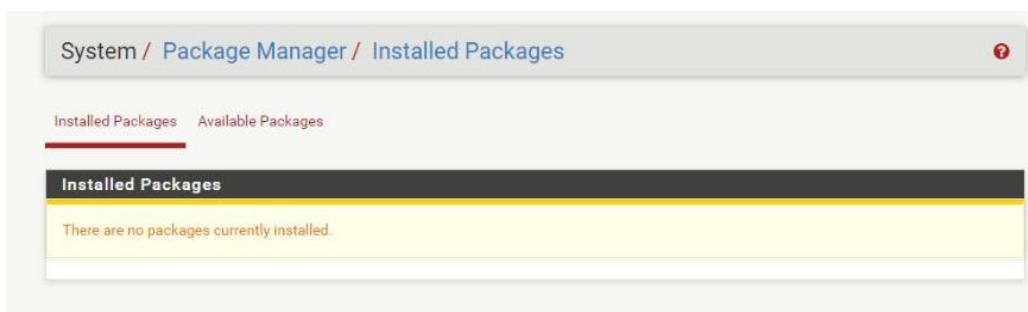 System / Package Manager / Installed Packages
Installed Packages Available Packages
Installed Packages
There are no packages currently installed.